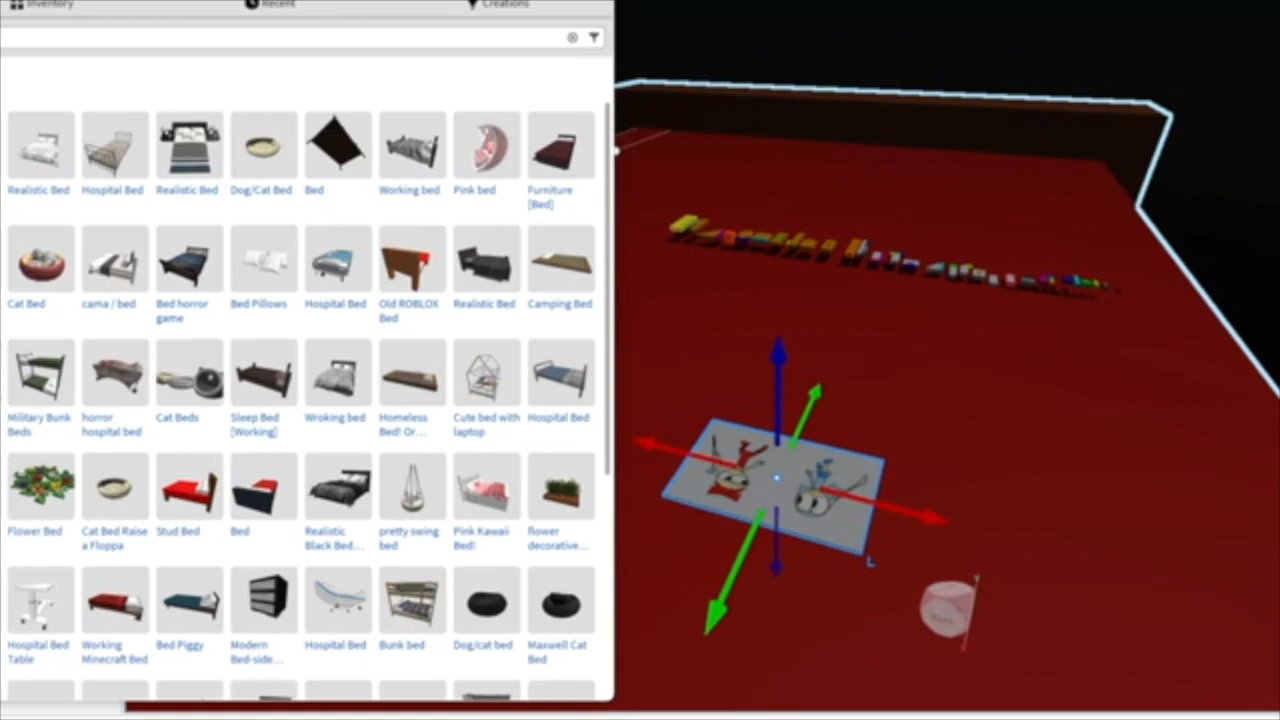 Inventory
Recent
Creations
Realistic Bed
Hospital Bed
Realistic Bed
Dog/Cat Bed
Bed
Working bed
Pink bed
Furniture
[Bed]
Cat Bed
cama / bed
Bed horror
game
Bed Pillows
Hospital Bed
Old ROBLOX
Bed
Realistic Bed
Camping Bed
Military Bunk
Beds
horror
hospital bed
Cat Beds
Sleep Bed
[Working]
Wroking bed
Homeless
Bed! Or...
Cute bed with
laptop
Hospital Bed
Flower Bed
Cat Bed Raise
a Floppa
Stud Bed
Bed
Realistic
Black Bed...
pretty swing
bed
Pink Kawaii
Bed!
flower
decorative...
Hospital Bed
Table
Working
Minecraft Bed
Bed Piggy
Modern
Bed-side...
Hospital Bed
Bunk bed
Dog/cat bed
Maxwell Cat
Bed
L